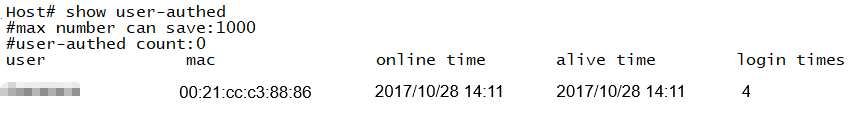 Host# show user-authed
#max number can save:1000
#user-authed count:0
user mac online time alive time login times
00:21:cc:c3:88:86 2017/10/28 14:11 2017/10/28 14:11 4